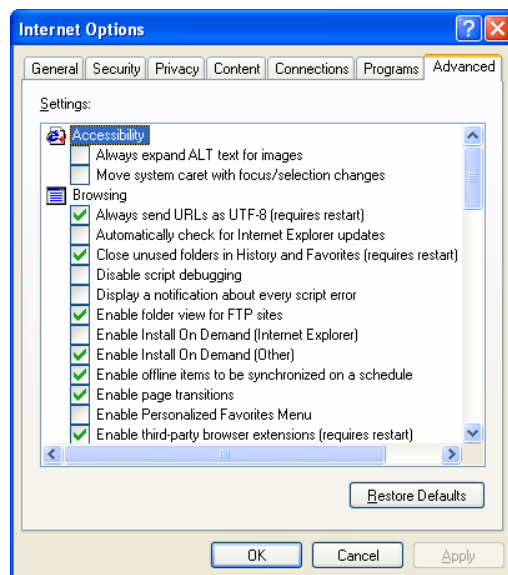 Internet Options
General Security Privacy Content Connections Programs Advanced
Settings:
Accessibility
Always expand ALT text for images
Move system caret with focus/selection changes
Browsing
Always send URLs as UTF-8 (requires restart)
Automatically check for Internet Explorer updates
Close unused folders in History and Favorites (requires restart)
Disable script debugging
Display a notification about every script error
Enable folder view for FTP sites
Enable Install On Demand (Internet Explorer)
Enable Install On Demand (Other)
Enable offline items to be synchronized on a schedule
Enable page transitions
Enable Personalized Favorites Menu
Enable third-party browser extensions (requires restart)
Restore Defaults
OK Cancel Apply